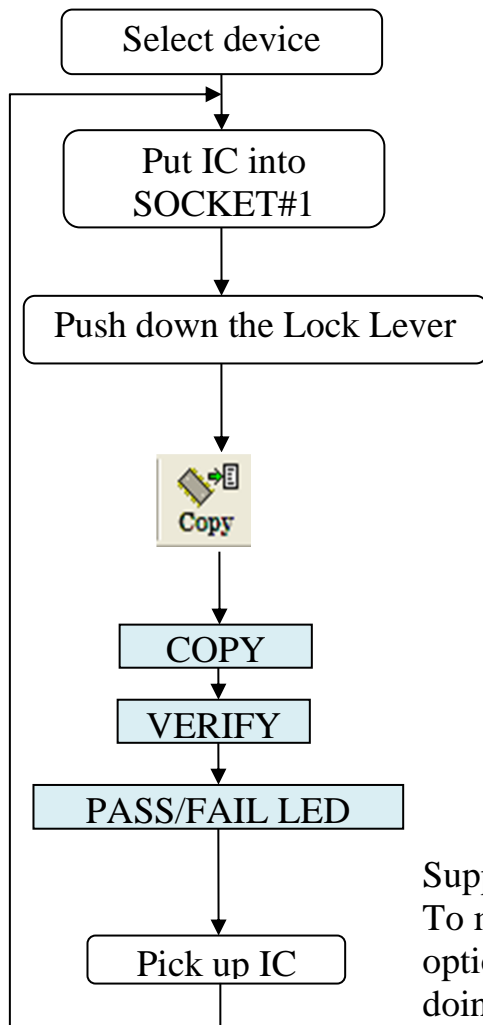 Select device
Put IC into
SOCKET#1
Push down the Lock Lever
Copy
COPY
VERIFY
PASS/FAIL LED
To
Pick up IC